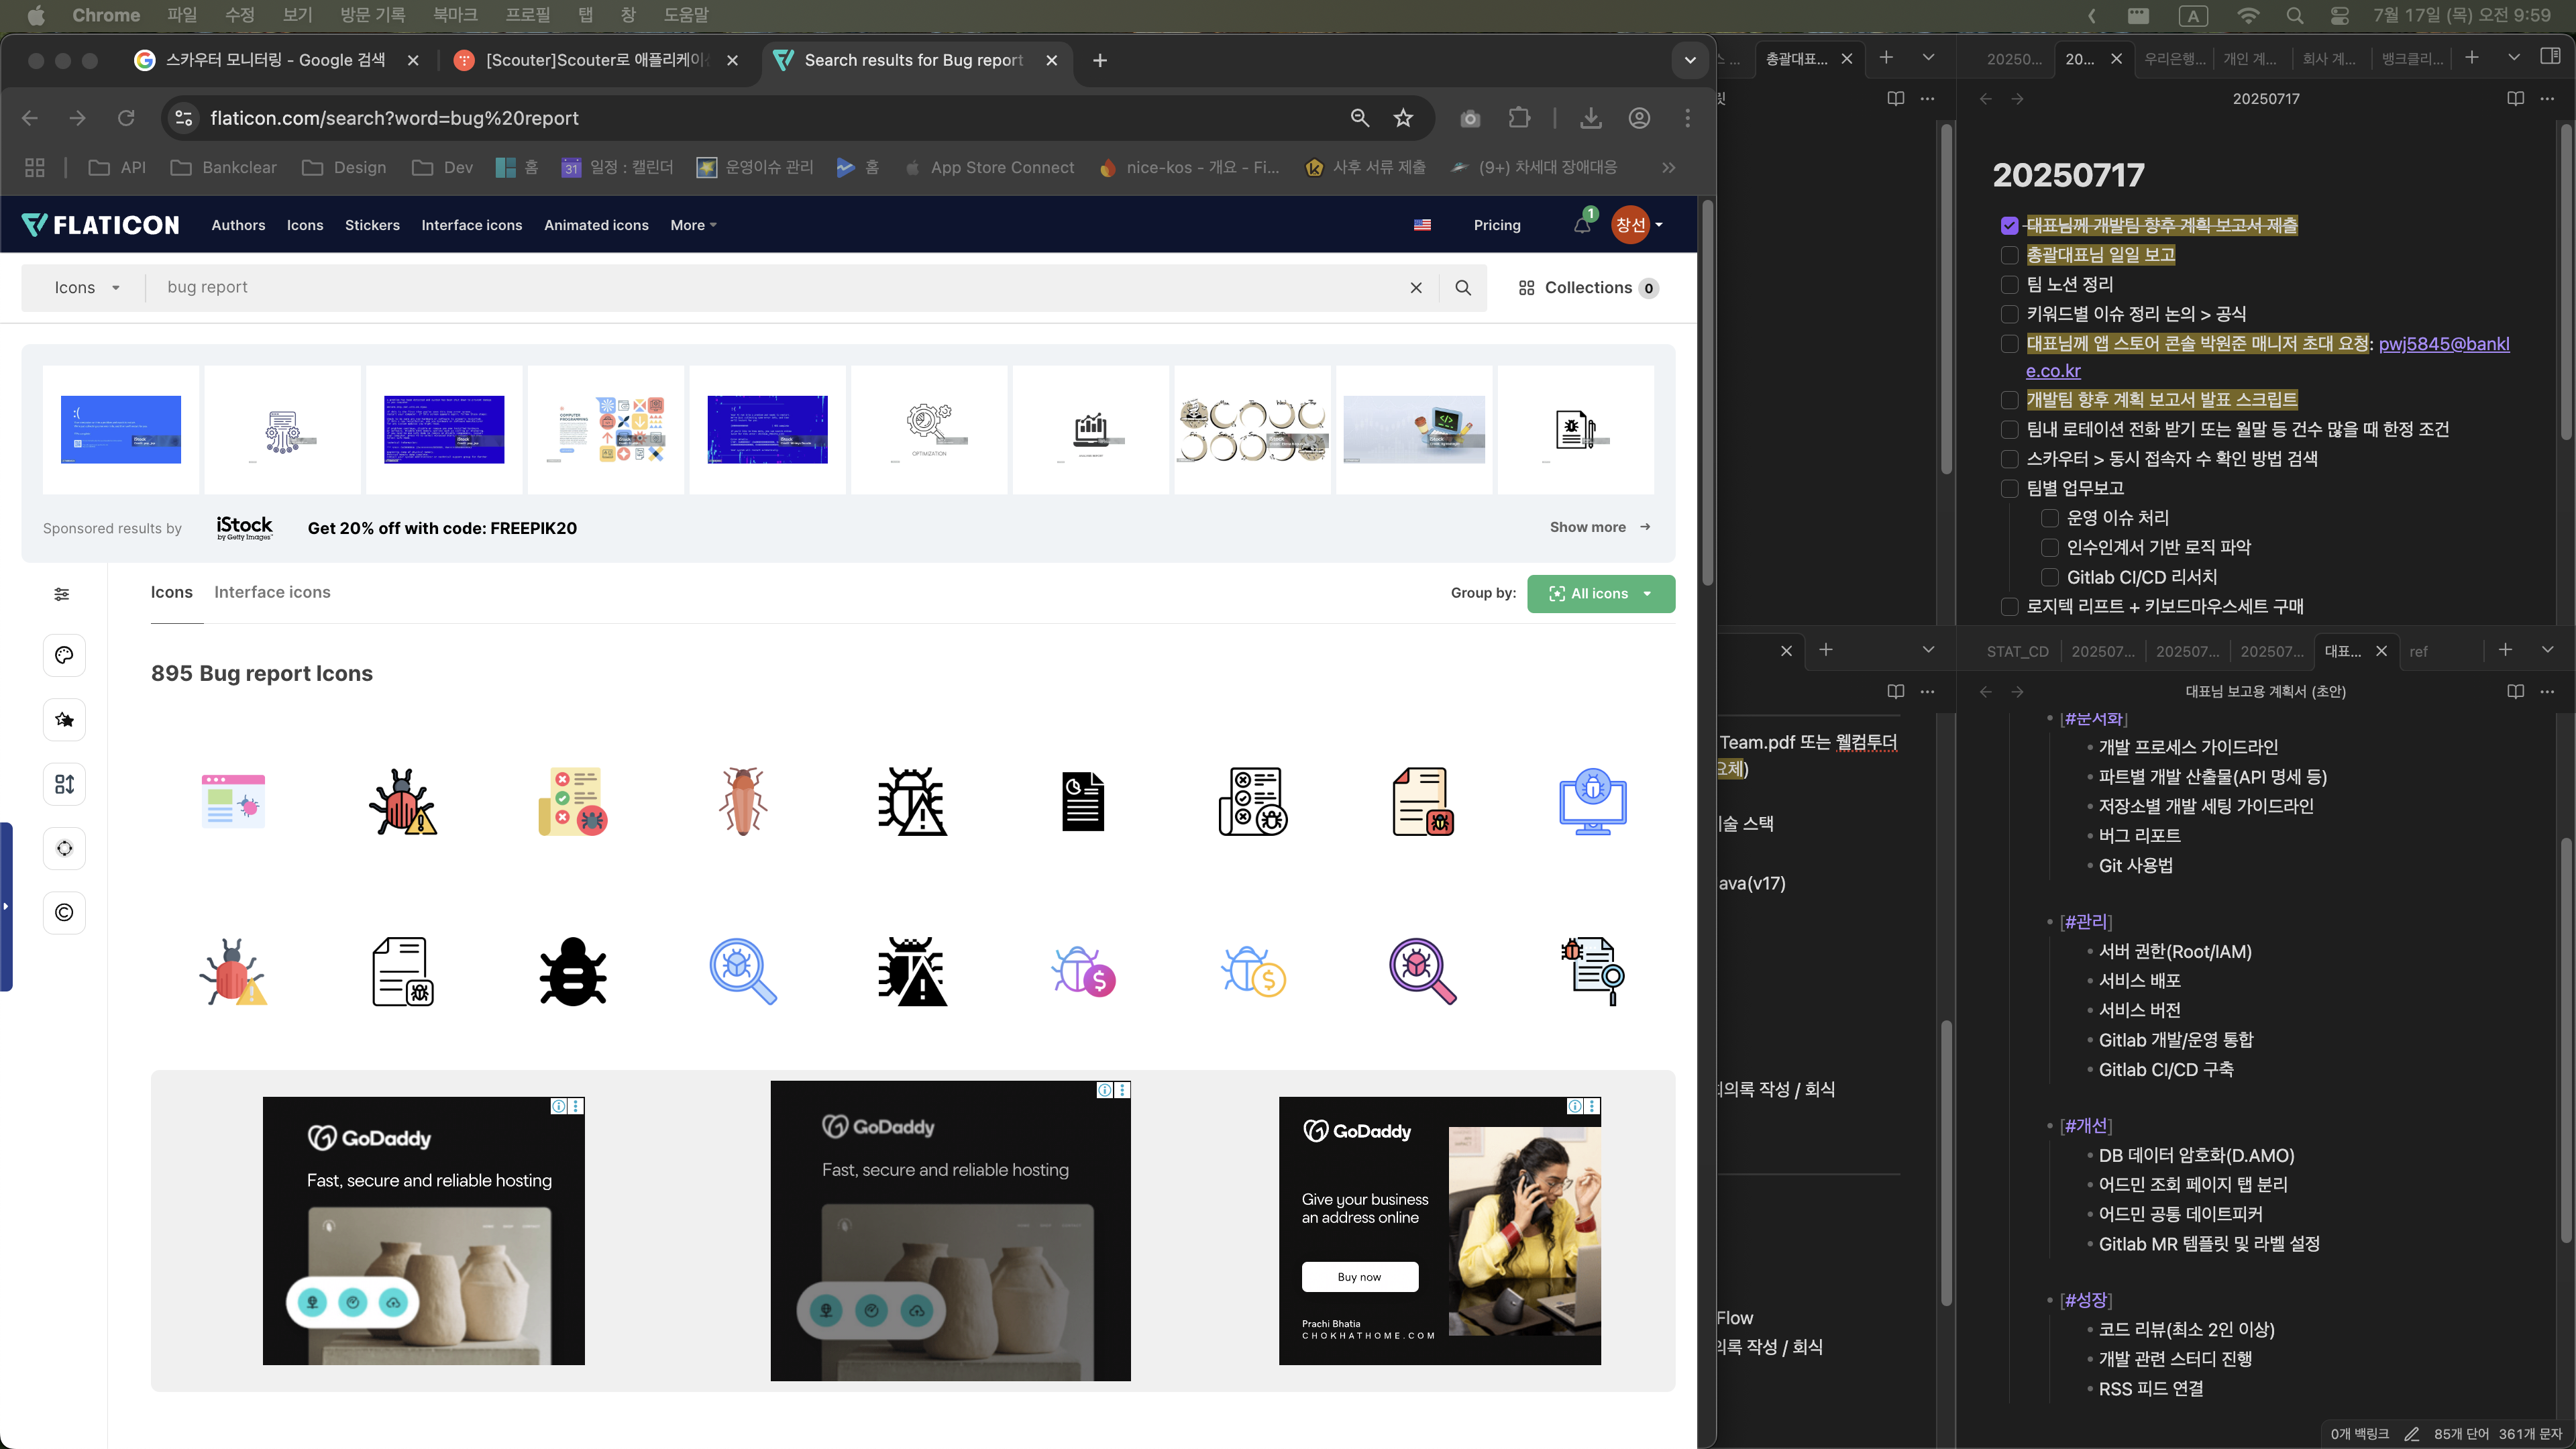 Chrome 파일 수정 보기 방문 기록 북마크 프로필 탭 창 도움말
A 7월 17일 (목) 오전 9:59
스카우터 모니터링 - Google 검색
[Scouter]Scouter로 애플리케이
Search results for Bug report
flaticon.com/search?word=bug%20report
API Bankclear Design Dev 홈 31 일정 : 캘린더 운영이슈 관리 홈 App Store Connect nice-kos - 개요 - Fi... 사후 서류 제출 (9+) 차세대 장애대응
FLATICON Authors Icons Stickers Interface icons Animated icons More Pricing 1 창선
Icons bug report Collections 0
:(
OPTIMIZATION
Sponsored results by iStock by Getty Images Get 20% off with code: FREEPIK20 Show more
Icons Interface icons Group by: All icons
895 Bug report Icons
GoDaddy
Fast, secure and reliable hosting
GoDaddy
Fast, secure and reliable hosting
GoDaddy
Give your business
an address online
Buy now
Prachi Bhatia
CHOKHATHOME.COM
총괄대표...
Team.pdf 또는 웰컴투더
요체)
술 스택
ava(v17)
의록 작성 / 회식
Flow
의록 작성 / 회식
20250... 20... 우리은행... 개인 계... 회사 계... 뱅크클리...
20250717
20250717
대표님께 개발팀 향후 계획 보고서 제출
총괄대표님 일일 보고
팀 노션 정리
키워드별 이슈 정리 논의 > 공식
대표님께 앱 스토어 콘솔 박원준 매니저 초대 요청: pwj5845@bankl
e.co.kr
개발팀 향후 계획 보고서 발표 스크립트
팀내 로테이션 전화 받기 또는 월말 등 건수 많을 때 한정 조건
스카우터 > 동시 접속자 수 확인 방법 검색
팀별 업무보고
운영 이슈 처리
인수인계서 기반 로직 파악
Gitlab CI/CD 리서치
로지텍 리프트 + 키보드마우스세트 구매
STAT_CD 202507... 202507... 202507... 대표... ref
대표님 보고용 계획서 (초안)
[#문서화]
개발 프로세스 가이드라인
파트별 개발 산출물(API 명세 등)
저장소별 개발 세팅 가이드라인
버그 리포트
Git 사용법
[#관리]
서버 권한(Root/IAM)
서비스 배포
서비스 버전
Gitlab 개발/운영 통합
Gitlab CI/CD 구축
[#개선]
DB 데이터 암호화(D.AMO)
어드민 조회 페이지 탭 분리
어드민 공통 데이트피커
Gitlab MR 템플릿 및 라벨 설정
[#성장]
코드 리뷰(최소 2인 이상)
개발 관련 스터디 진행
RSS 피드 연결
0개 백링크 85개 단어 361개 문자